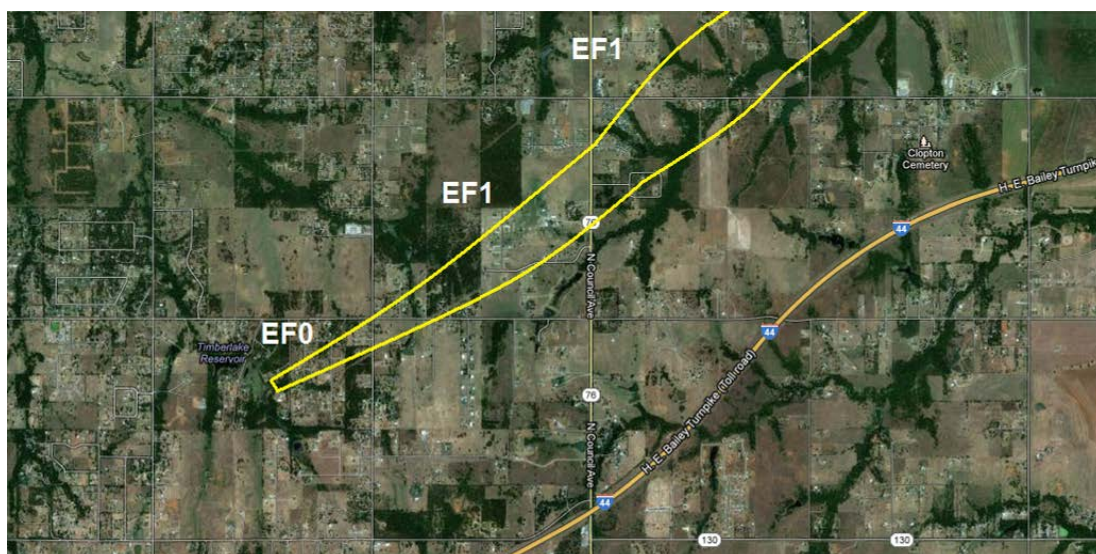 EF1
Clopton
Cemetery
H. E. Bailey Turnpik
EF1
76
44
N Council Ave
EF0
Timberlake
Reservoir
44
H. E. Bailey Turnpike (Toll road)
76
N Council Ave
44
130
130